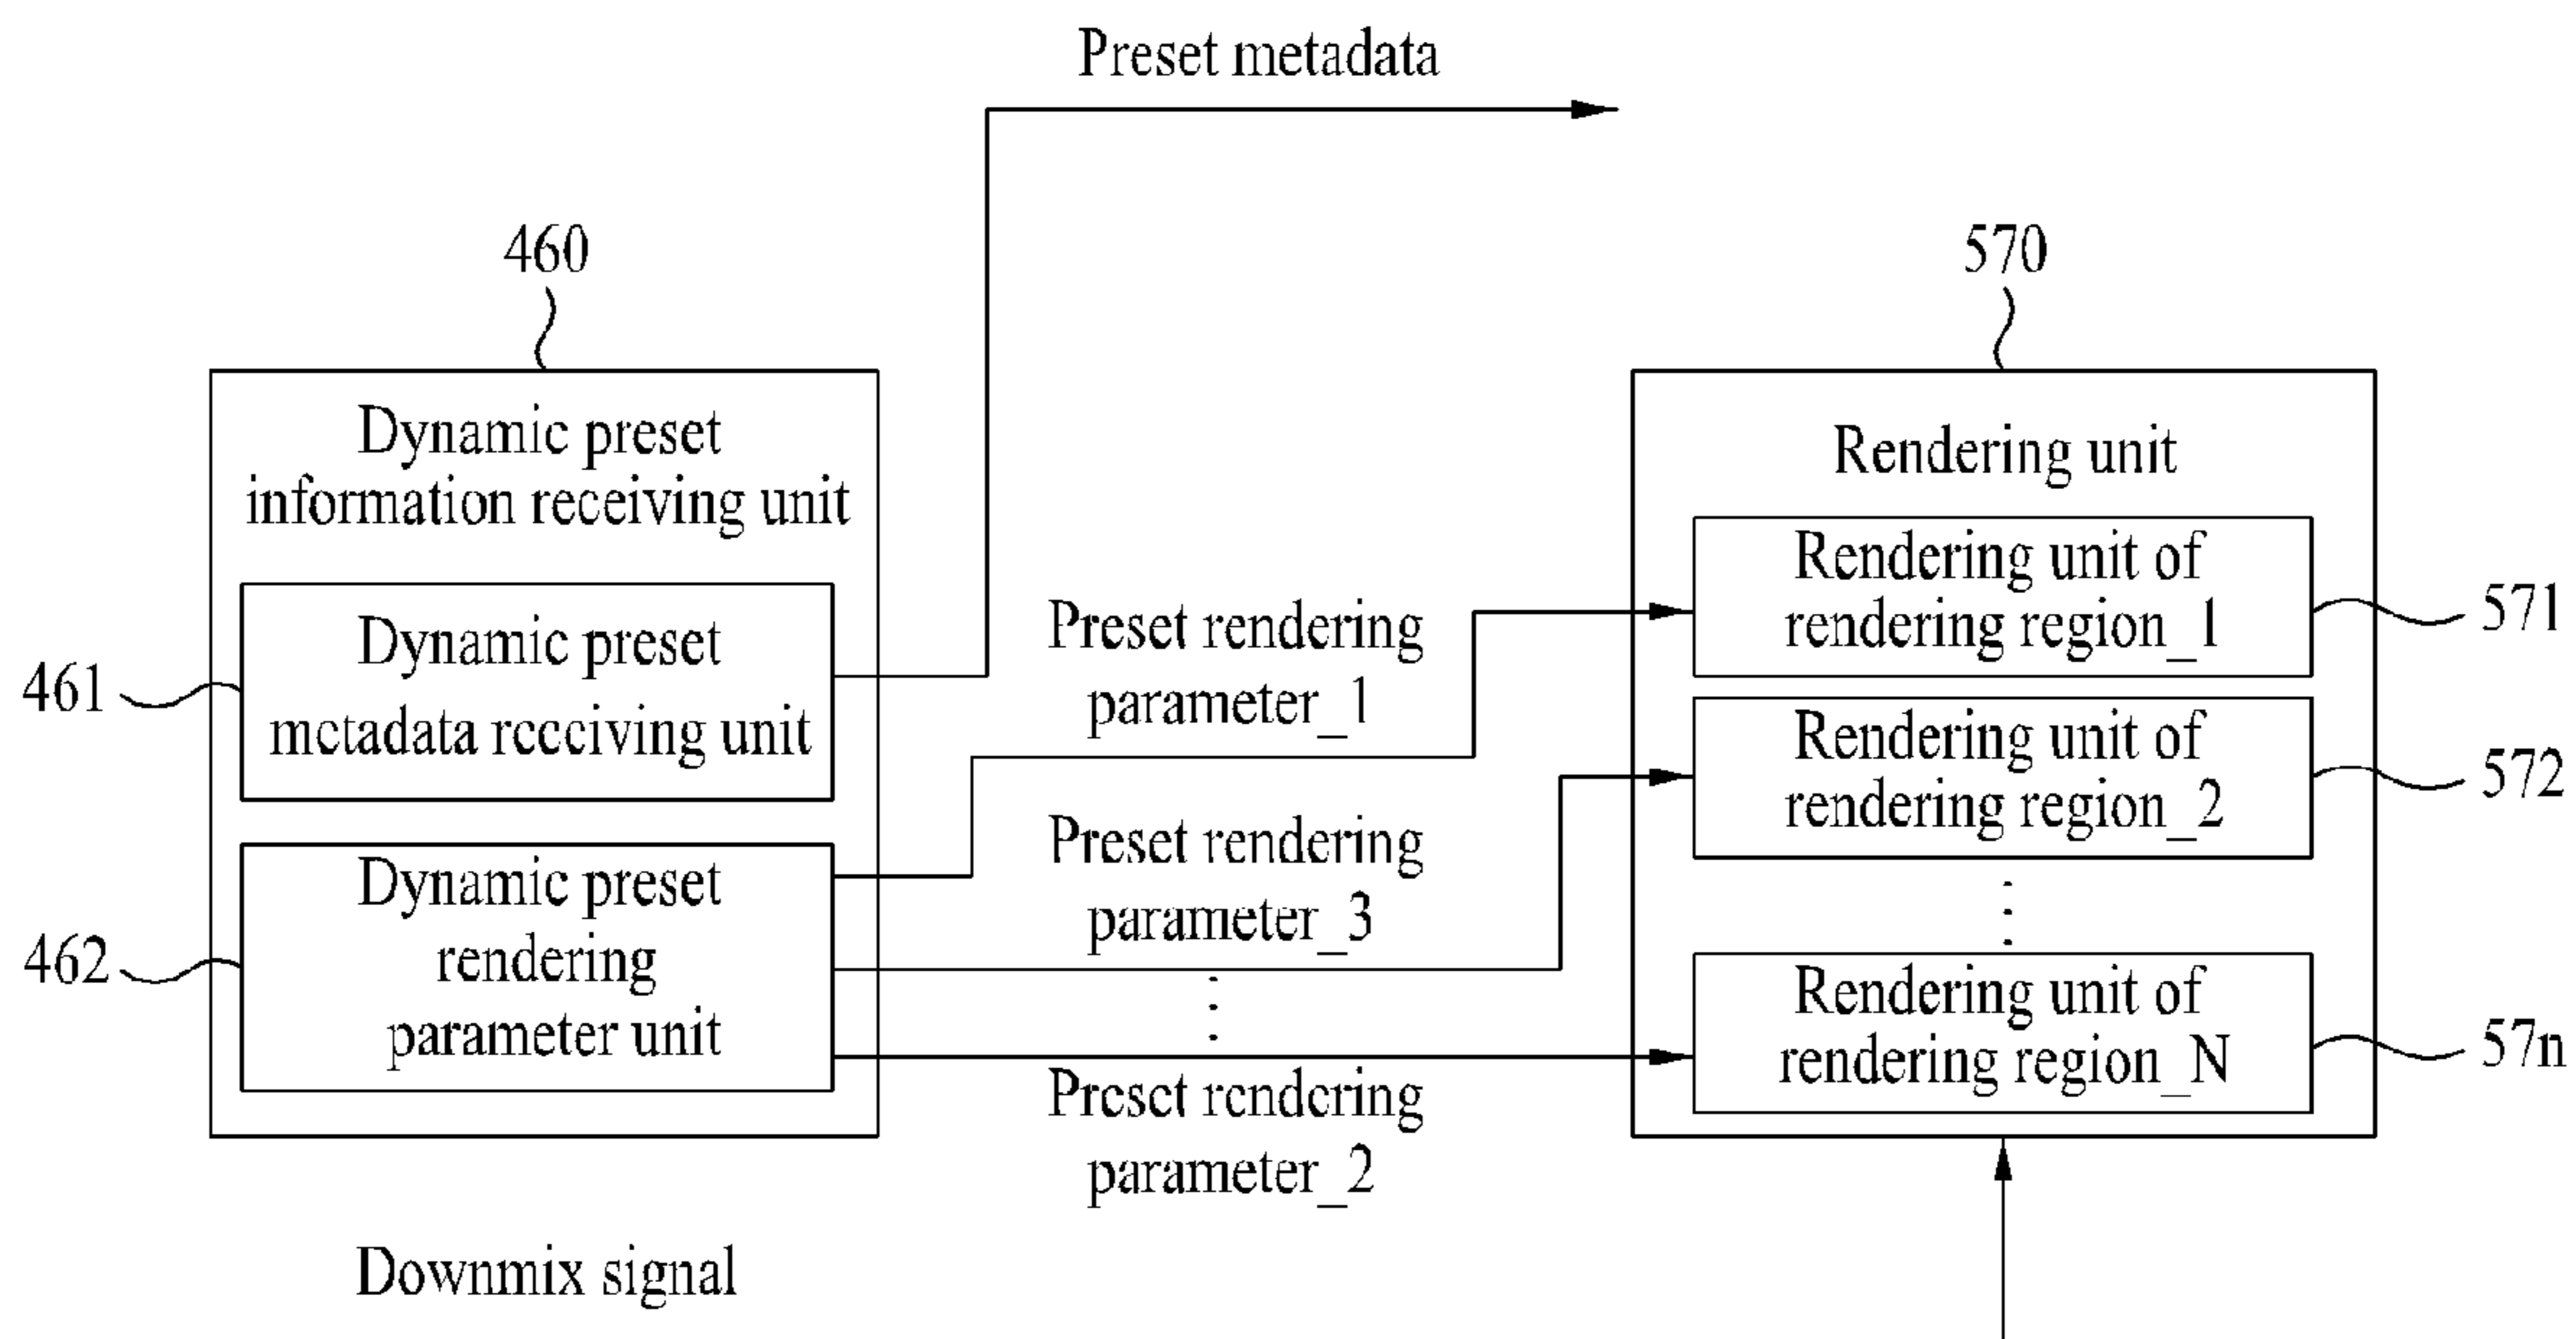 Preset metadata
460
570
Dynamic preset
information receiving unit
Rendering unit
461
Dynamic preset
metadata receiving unit
Preset rendering
parameter_1
Rendering unit of
rendering region_1
571
Rendering unit of
rendering region_2
572
462
Dynamic preset
rendering
parameter unit
Preset rendering
parameter_3
Rendering unit of
rendering region_N
57n
Preset rendering
parameter_2
Downmix signal